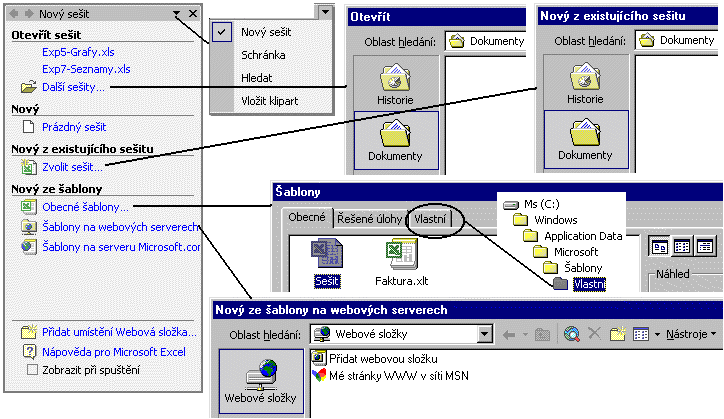 Nový sešit
Otevřít sešit
Exp5-Grafy.xls
Exp7-Seznamy.xls
Další sešity...
Nový
Prázdný sešit
Nový z existujícího sešitu
Zvolit sešit...
Nový ze šablony
Obecné šablony...
Šablony na webových serverech
Šablony na serveru Microsoft.con
Přidat umístění Webová složka...
Nápověda pro Microsoft Excel
Zobrazit při spuštění
Nový sešit
Schránka
Hledat
Vložit klipart
Otevřít
Oblast hledání:
Dokumenty
Historie
Dokumenty
Nový z existujícího sešitu
Oblast hledání:
Dokumenty
Historie
Dokumenty
Šablony
Obecné
Řešené úlohy
Vlastní
Sešit
Faktura.xlt
Ms (C:)
Windows
Application Data
Microsoft
Šablony
Vlastní
Náhled
Nový ze šablony na webových serverech
Oblast hledání:
Webové složky
Nástroje
Webové složky
Přidat webovou složku
Mé stránky WWW v síti MSN